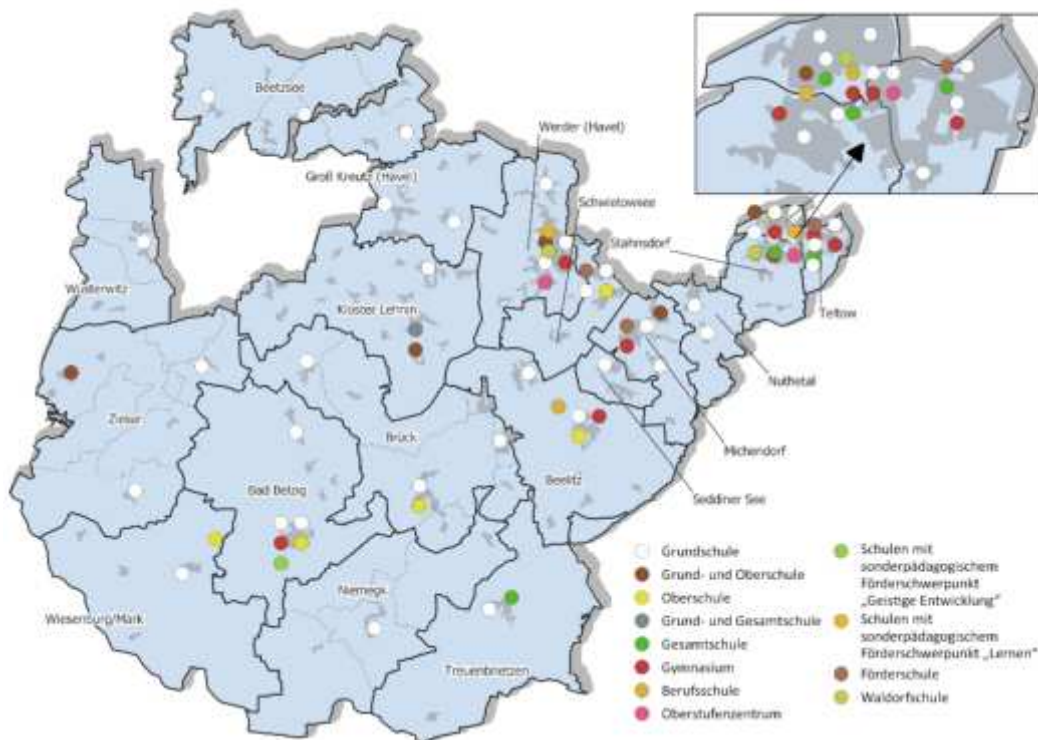 Beetzsee
Werder (Havel)
Groß Kreutz (Havel)
Schwielowsee
Stahnsdorf
Wusterwitz
Kloster Lehnin
Teltow
Nuthetal
Ziesar
Brück
Michendorf
Bad Belzig
Beelitz
Seddiner See
Niemegk
Wiesenburg/Mark
Treuenbrietzen
Grundschule
Grund- und Oberschule
Oberschule
Grund- und Gesamtschule
Gesamtschule
Gymnasium
Berufsschule
Oberstufenzentrum
Schulen mit
sonderpädagogischem
Förderschwerpunkt
„Geistige Entwicklung"
Schulen mit
sonderpädagogischem
Förderschwerpunkt „Lernen"
Förderschule
Waldorfschule